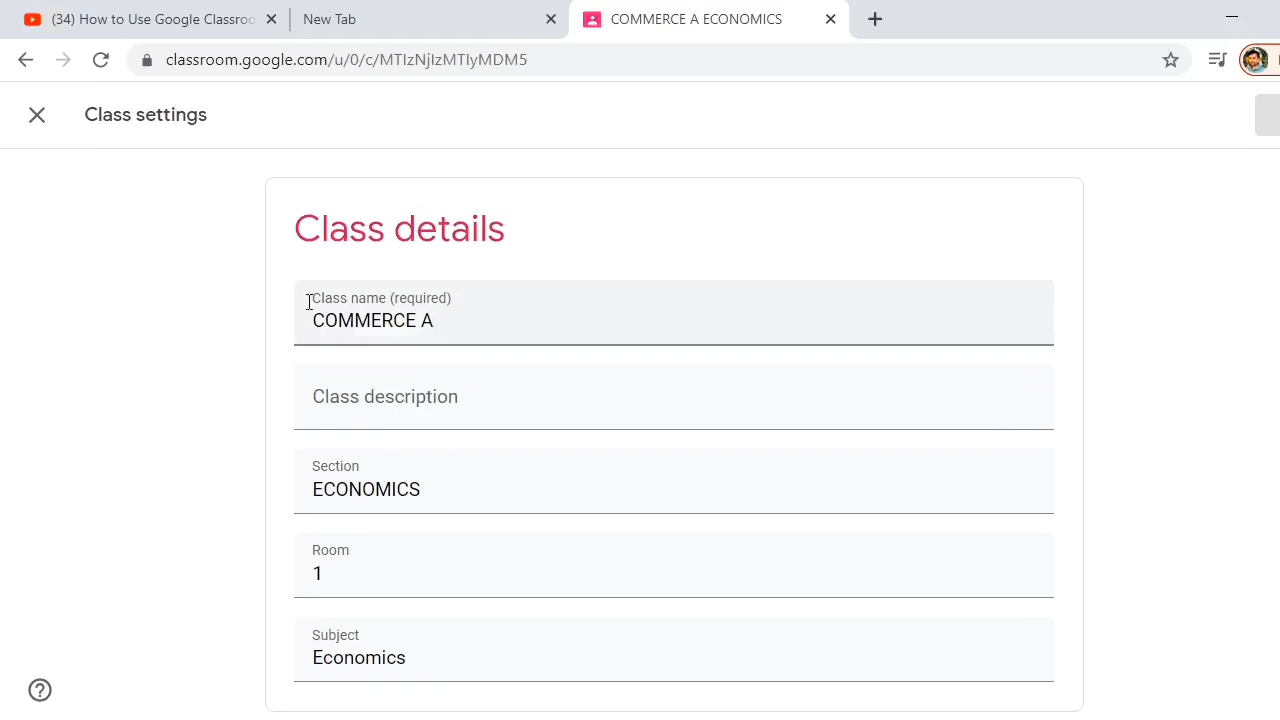 (34) How to Use Google Classroo
New Tab
COMMERCE A ECONOMICS
classroom.google.com/u/0/c/MTIzNjIzMTIyMDM5
Class settings
Class details
Class name (required)
COMMERCE A
Class description
Section
ECONOMICS
Room
1
Subject
Economics